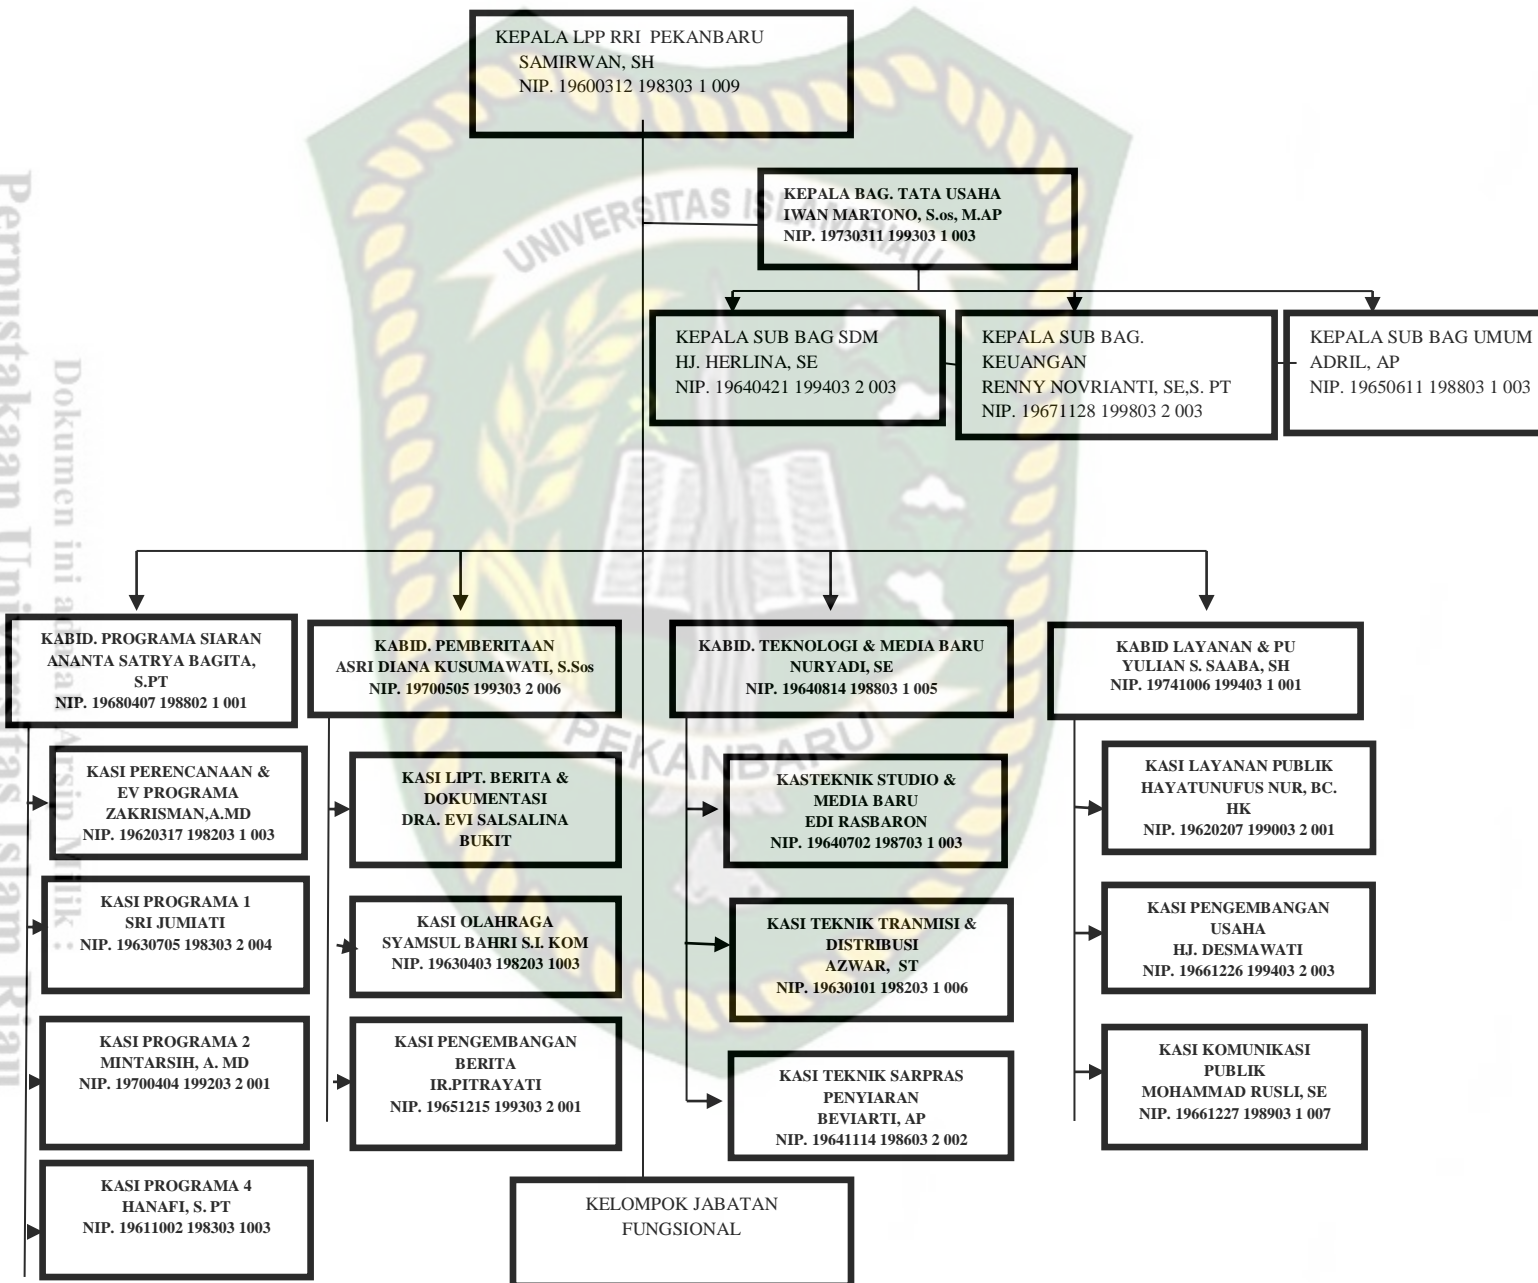 KEPALA LPP RRI PEKANBARU
SAMIRWAN, SH
NIP. 19600312 198303 1 009
KEPALA BAG. TATA USAHA
IWAN MARTONO, S.os, M.AP
NIP. 19730311 199303 1 003
KEPALA SUB BAG SDM
HJ. HERLINA, SE
NIP. 19640421 199403 2 003
KEPALA SUB BAG.
KEUANGAN
RENNY NOVRIANTI, SE,S. PT
NIP. 19671128 199803 2 003
KEPALA SUB BAG UMUM
ADRIL, AP
NIP. 19650611 198803 1 003
KABID. PROGRAMA SIARAN
ANANTA SATRYA BAGITA,
S.PT
NIP. 19680407 198802 1 001
KASI PERENCANAAN &
EV PROGRAMA
ZAKRISMAN,A.MD
NIP. 19620317 198203 1 003
KASI PROGRAMA 1
SRI JUMIATI
NIP. 19630705 198303 2 004
KASI PROGRAMA 2
MINTARSIH, A. MD
NIP. 19700404 199203 2 001
KASI PROGRAMA 4
HANAFI, S. PT
NIP. 19611002 198303 1003
KABID. PEMBERITAAN
ASRI DIANA KUSUMAWATI, S.Sos
NIP. 19700505 199303 2 006
KASI LIPT. BERITA &
DOKUMENTASI
DRA. EVI SALSALINA
BUKIT
KASI OLAHRAGA
SYAMSUL BAHRI S.I. KOM
NIP. 19630403 198203 1003
KASI PENGEMBANGAN
BERITA
IR.PITRAYATI
NIP. 19651215 199303 2 001
KABID. TEKNOLOGI & MEDIA BARU
NURYADI, SE
NIP. 19640814 198803 1 005
KASTEKNIK STUDIO &
MEDIA BARU
EDI RASBARON
NIP. 19640702 198703 1 003
KASI TEKNIK TRANMISI &
DISTRIBUSI
AZWAR, ST
NIP. 19630101 198203 1 006
KASI TEKNIK SARPRAS
PENYIARAN
BEVIARTI, AP
NIP. 19641114 198603 2 002
KABID LAYANAN & PU
YULIAN S. SAABA, SH
NIP. 19741006 199403 1 001
KASI LAYANAN PUBLIK
HAYATUNUFUS NUR, BC.
HK
NIP. 19620207 199003 2 001
KASI PENGEMBANGAN
USAHA
HJ. DESMAWATI
NIP. 19661226 199403 2 003
KASI KOMUNIKASI
PUBLIK
MOHAMMAD RUSLI, SE
NIP. 19661227 198903 1 007
KELOMPOK JABATAN
FUNGSIONAL
UNIVERSITAS ISLAM RIAU
PEKANBARU
Dokumen ini adalah Arsip Milik :
Perpustakaan Universitas Islam Riau